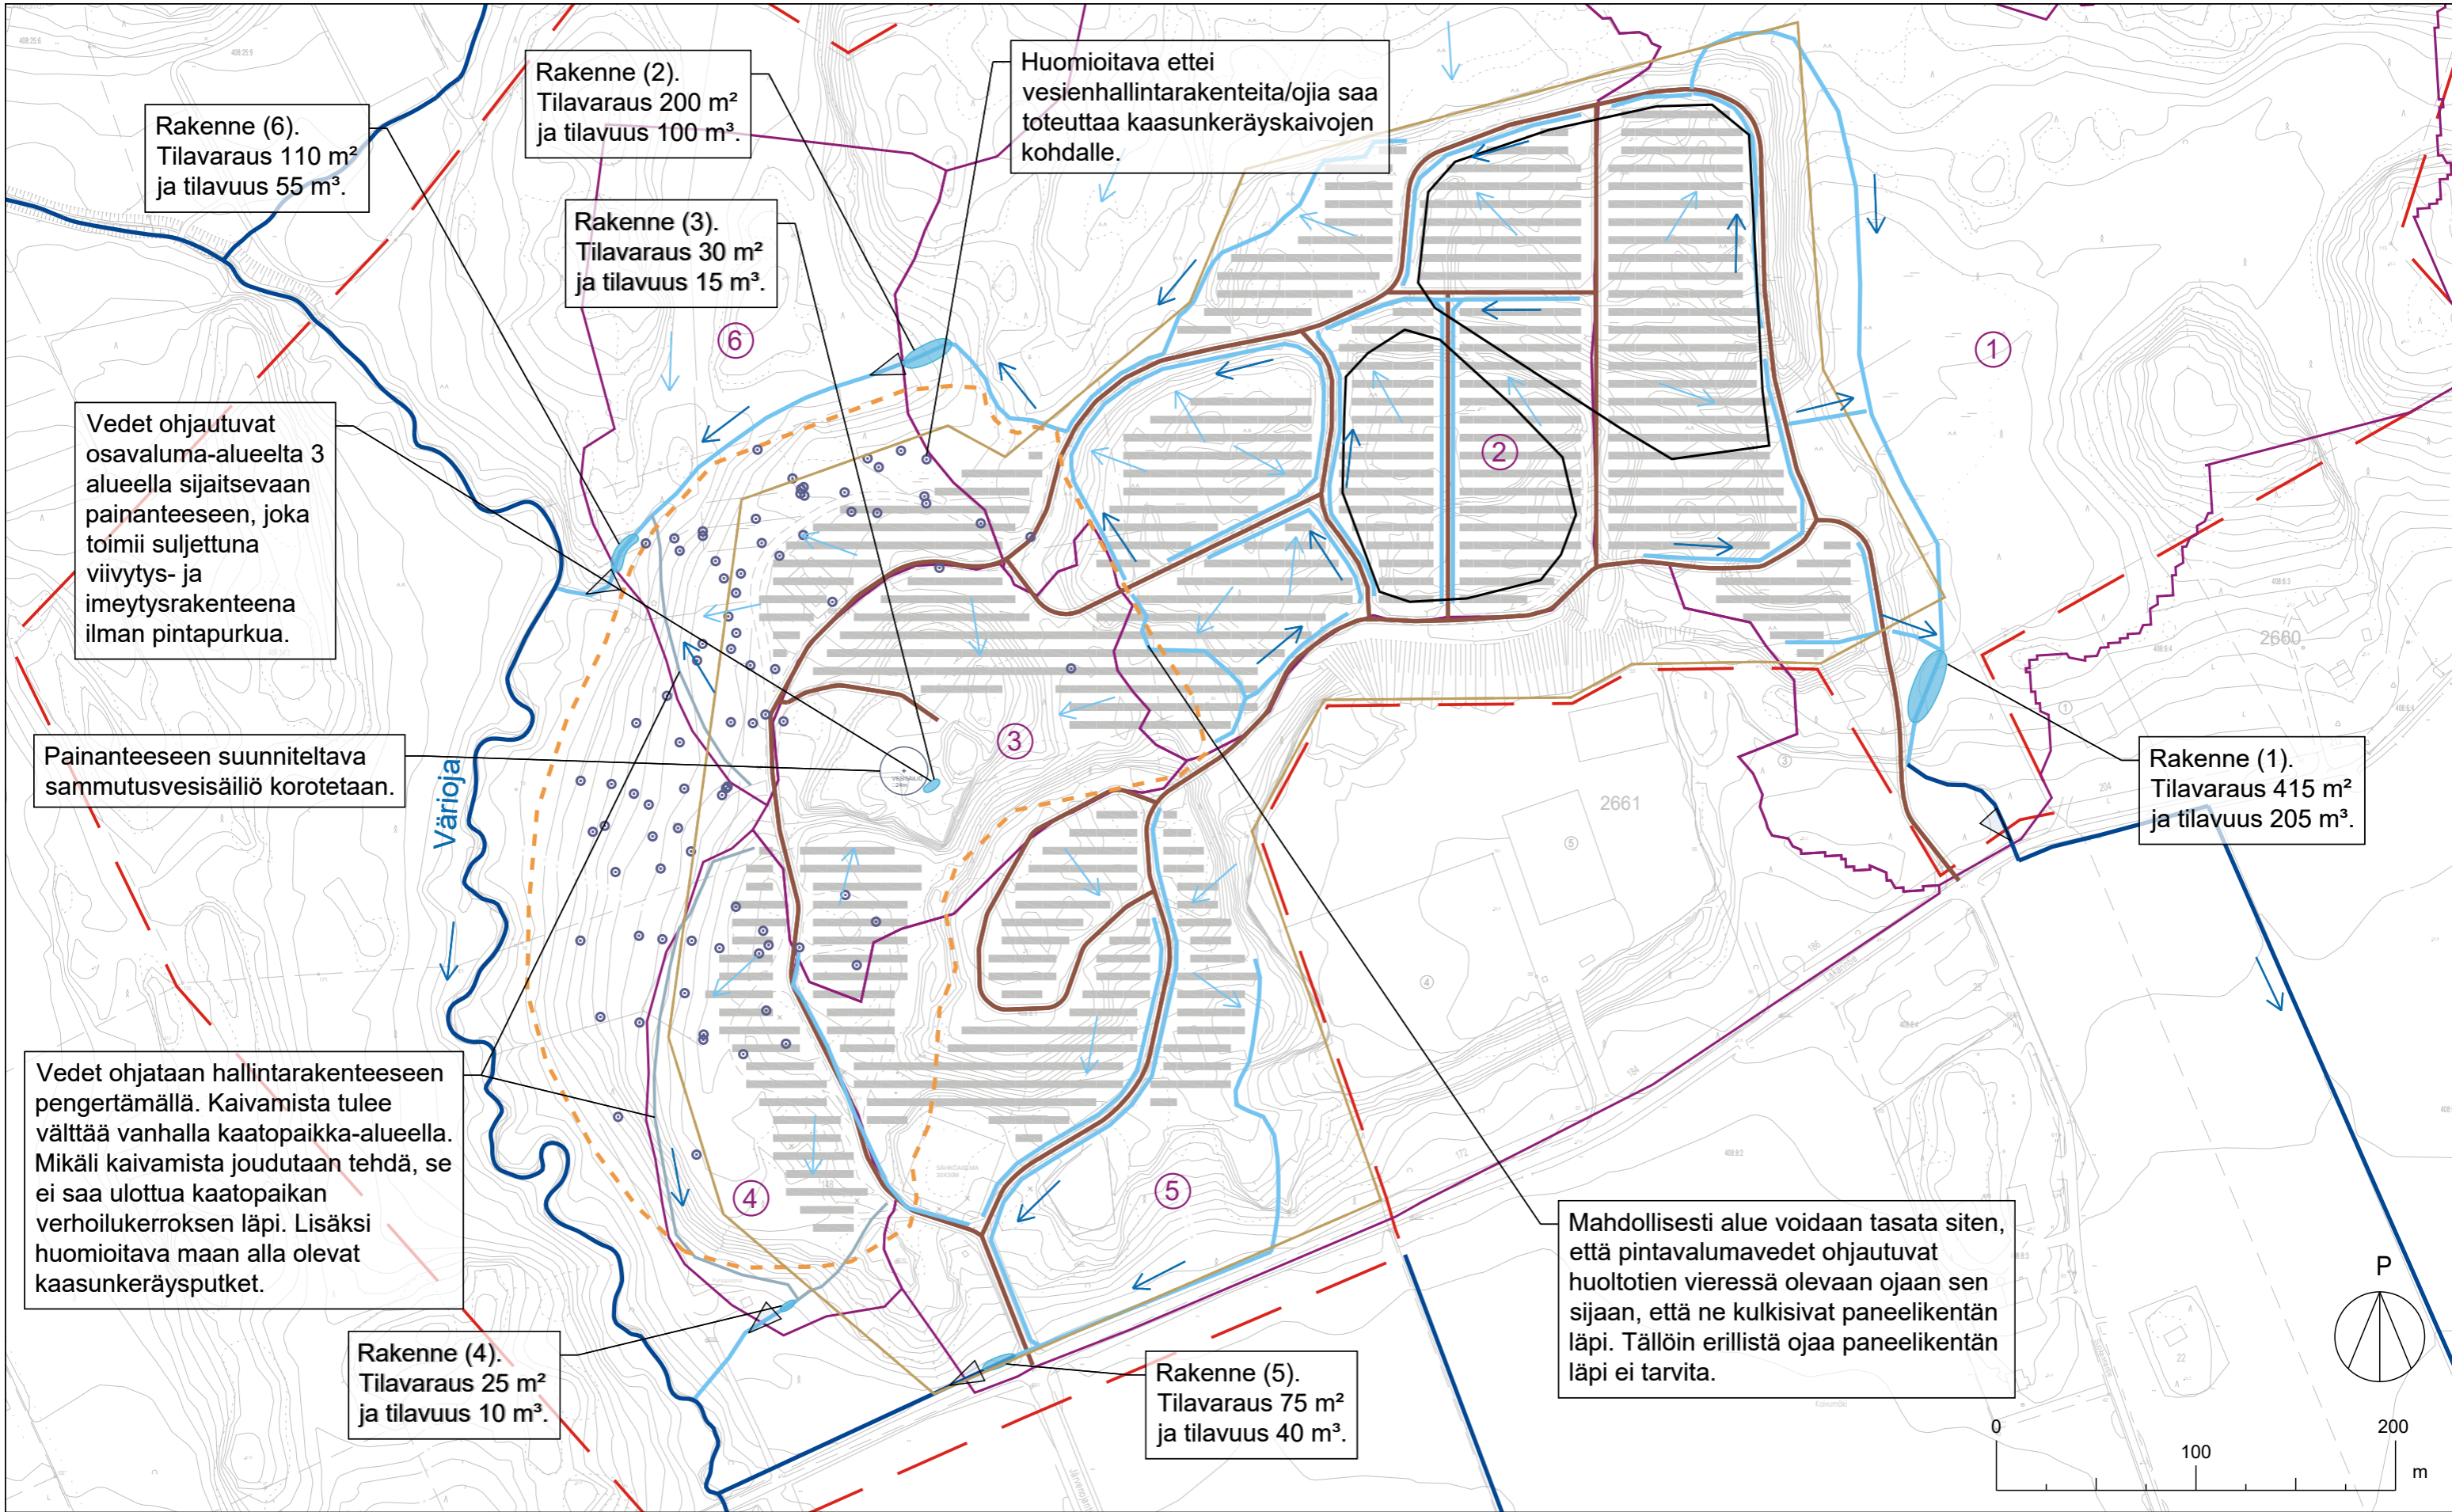 Rakenne (2).
Tilavaraus 200 m²
ja tilavuus 100 m³.
Huomioitava ettei
vesienhallintarakenteita/ojia saa
toteuttaa kaasunkeräyskaivojen
kohdalle.
Rakenne (6).
Tilavaraus 110 m²
ja tilavuus 55 m³.
Rakenne (3).
Tilavaraus 30 m²
ja tilavuus 15 m³.
6
1
2
Vedet ohjautuvat
osavaluma-alueelta 3
alueella sijaitsevaan
painanteeseen, joka
toimii suljettuna
viivytys- ja
imeytysrakenteena
ilman pintapurkua.
2660
3
Painanteeseen suunniteltava
sammutusvesisäiliö korotetaan.
Värioja
2661
204
Rakenne (1).
Tilavaraus 415 m²
ja tilavuus 205 m³.
186
184
172
Vedet ohjataan hallintarakenteeseen
pengertämällä. Kaivamista tulee
välttää vanhalla kaatopaikka-alueella.
Mikäli kaivamista joudutaan tehdä, se
ei saa ulottua kaatopaikan
verhoilukerroksen läpi. Lisäksi
huomioitava maan alla olevat
kaasunkeräysputket.
4
5
Mahdollisesti alue voidaan tasata siten,
että pintavalumavedet ohjautuvat
huoltotien vieressä olevaan ojaan sen
sijaan, että ne kulkisivat paneelikentän
läpi. Tällöin erillistä ojaa paneelikentän
läpi ei tarvita.
P
Rakenne (4).
Tilavaraus 25 m²
ja tilavuus 10 m³.
Rakenne (5).
Tilavaraus 75 m²
ja tilavuus 40 m³.
22
Koivumäki
0
100
200
m